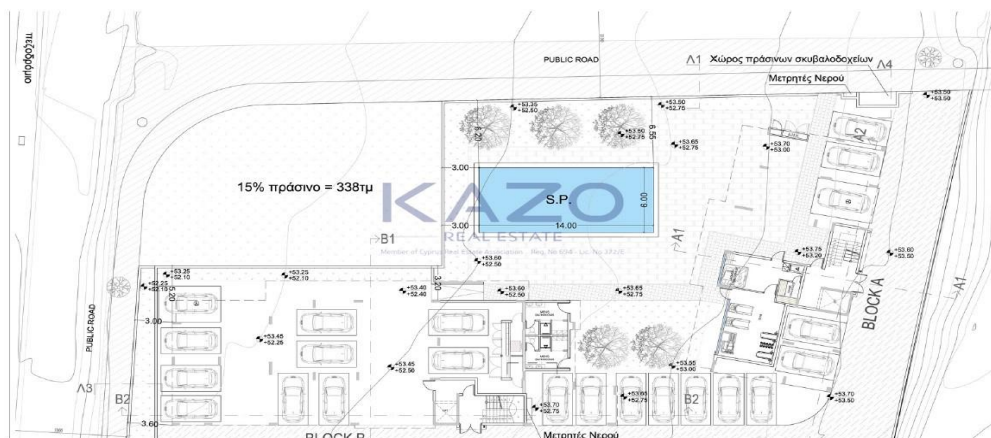 πεζοδρόμιο
PUBLIC ROAD
Λ1
Χώρος πράσινων σκυβαλοδοχείων
Λ4
Μετρητές Νερού
+53.50
+53.50
+53.35
+52.50
+53.50
+52.75
+53.60
+52.75
+53.65
+52.75
+53.70
+53.00
A2
6.20
6.55
3.00
15% πράσινο = 338τμ
S.P.
6.00
KAZO
3.00
14.00
REAL ESTATE
B1
A1
+53.75
+53.20
+53.60
+53.50
+53.60
+52.50
+53.35
+52.10
+53.25
+52.10
+53.40
+52.40
3.20
+53.60
+52.50
+53.65
+52.75
A1
BLOCK A
5.20
3.00
PUBLIC ROAD
+53.45
+52.25
+53.45
+52.50
+53.55
+53.00
Λ3
B2
+53.70
+52.75
+53.65
+52.75
B2
+53.70
+53.50
3.60
BLOCK B
Μετρητές Νερού